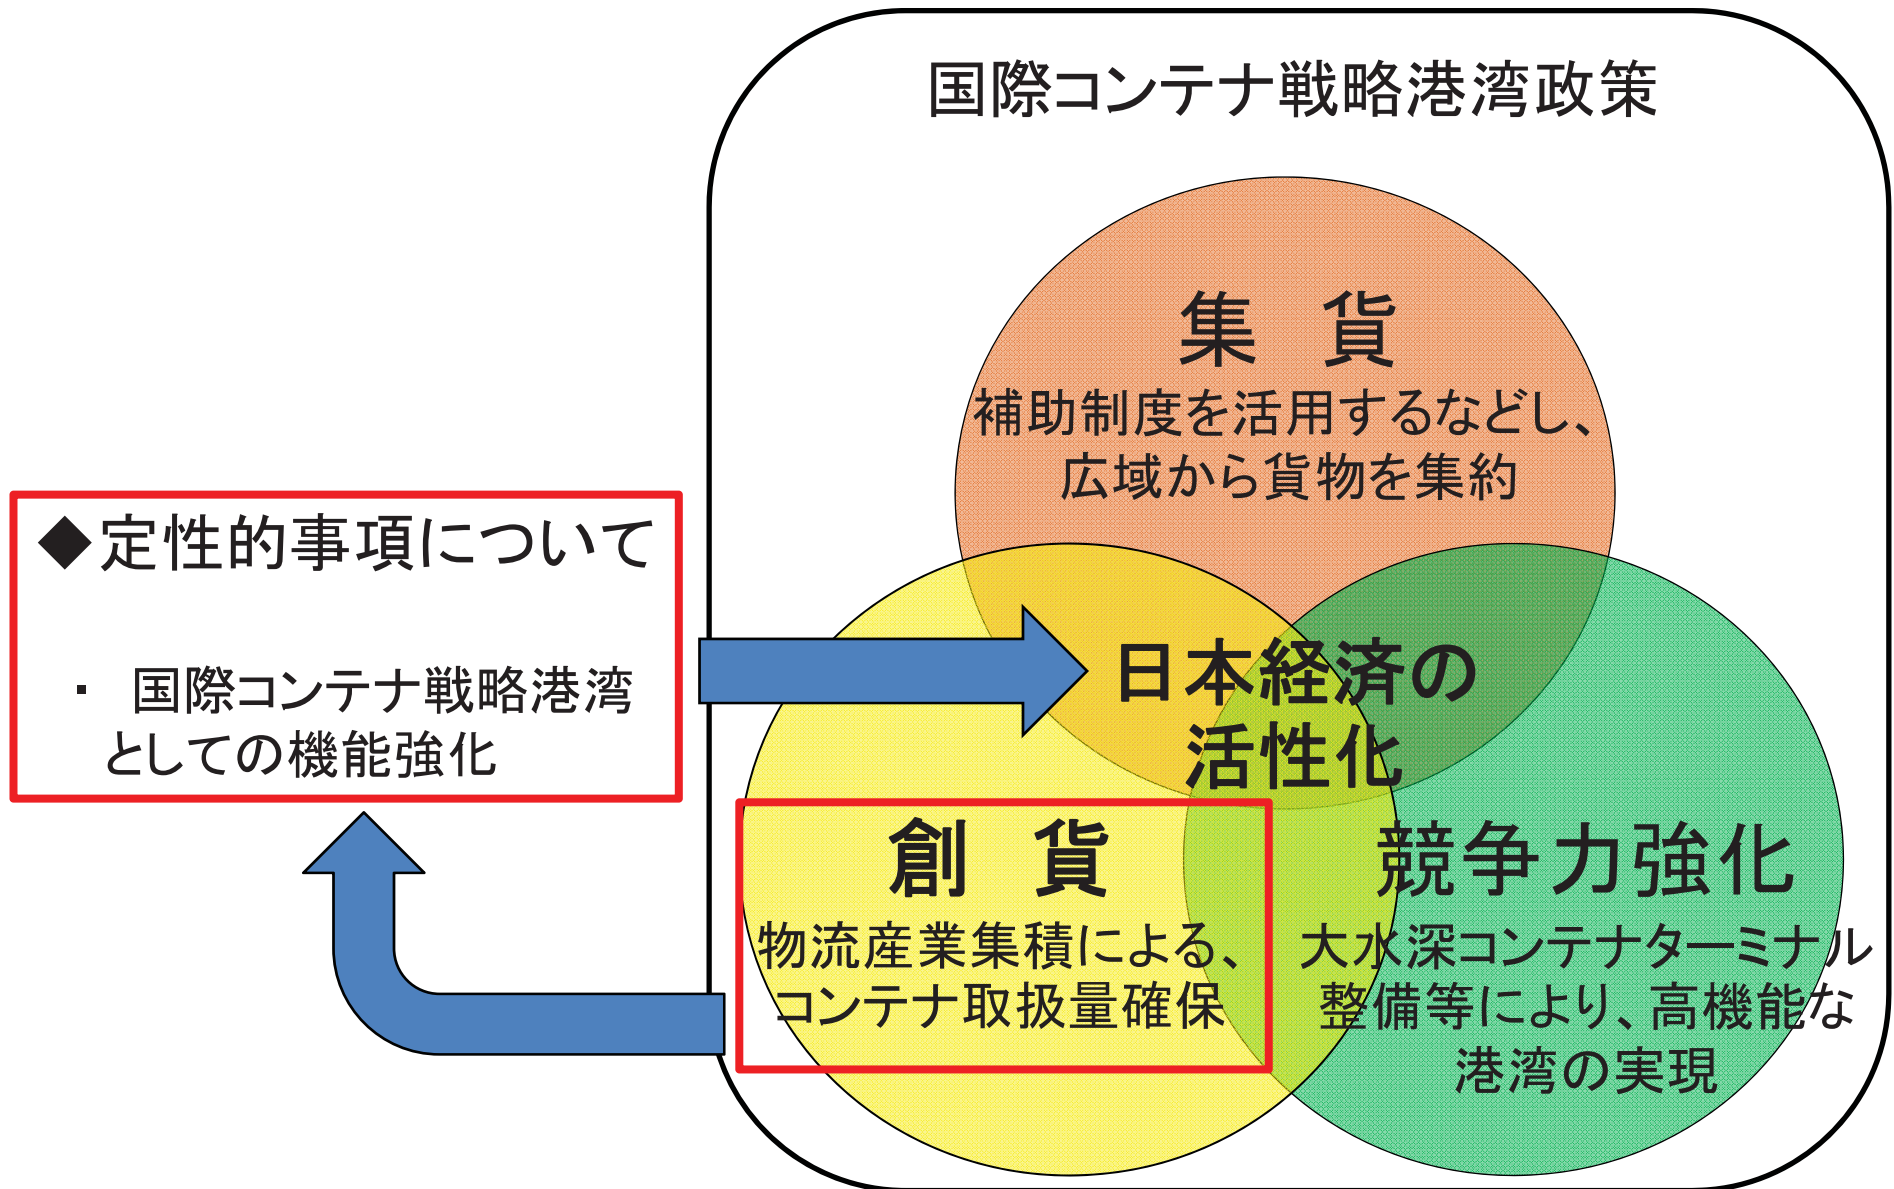 国際コンテナ戦略港湾政策
集　貨
補助制度を活用するなどし、
広域から貨物を集約
◆定性的事項について
・ 国際コンテナ戦略港湾
としての機能強化
日本経済の
活性化
創　貨
物流産業集積による、
コンテナ取扱量確保
競争力強化
大水深コンテナターミナル
整備等により、高機能な
港湾の実現